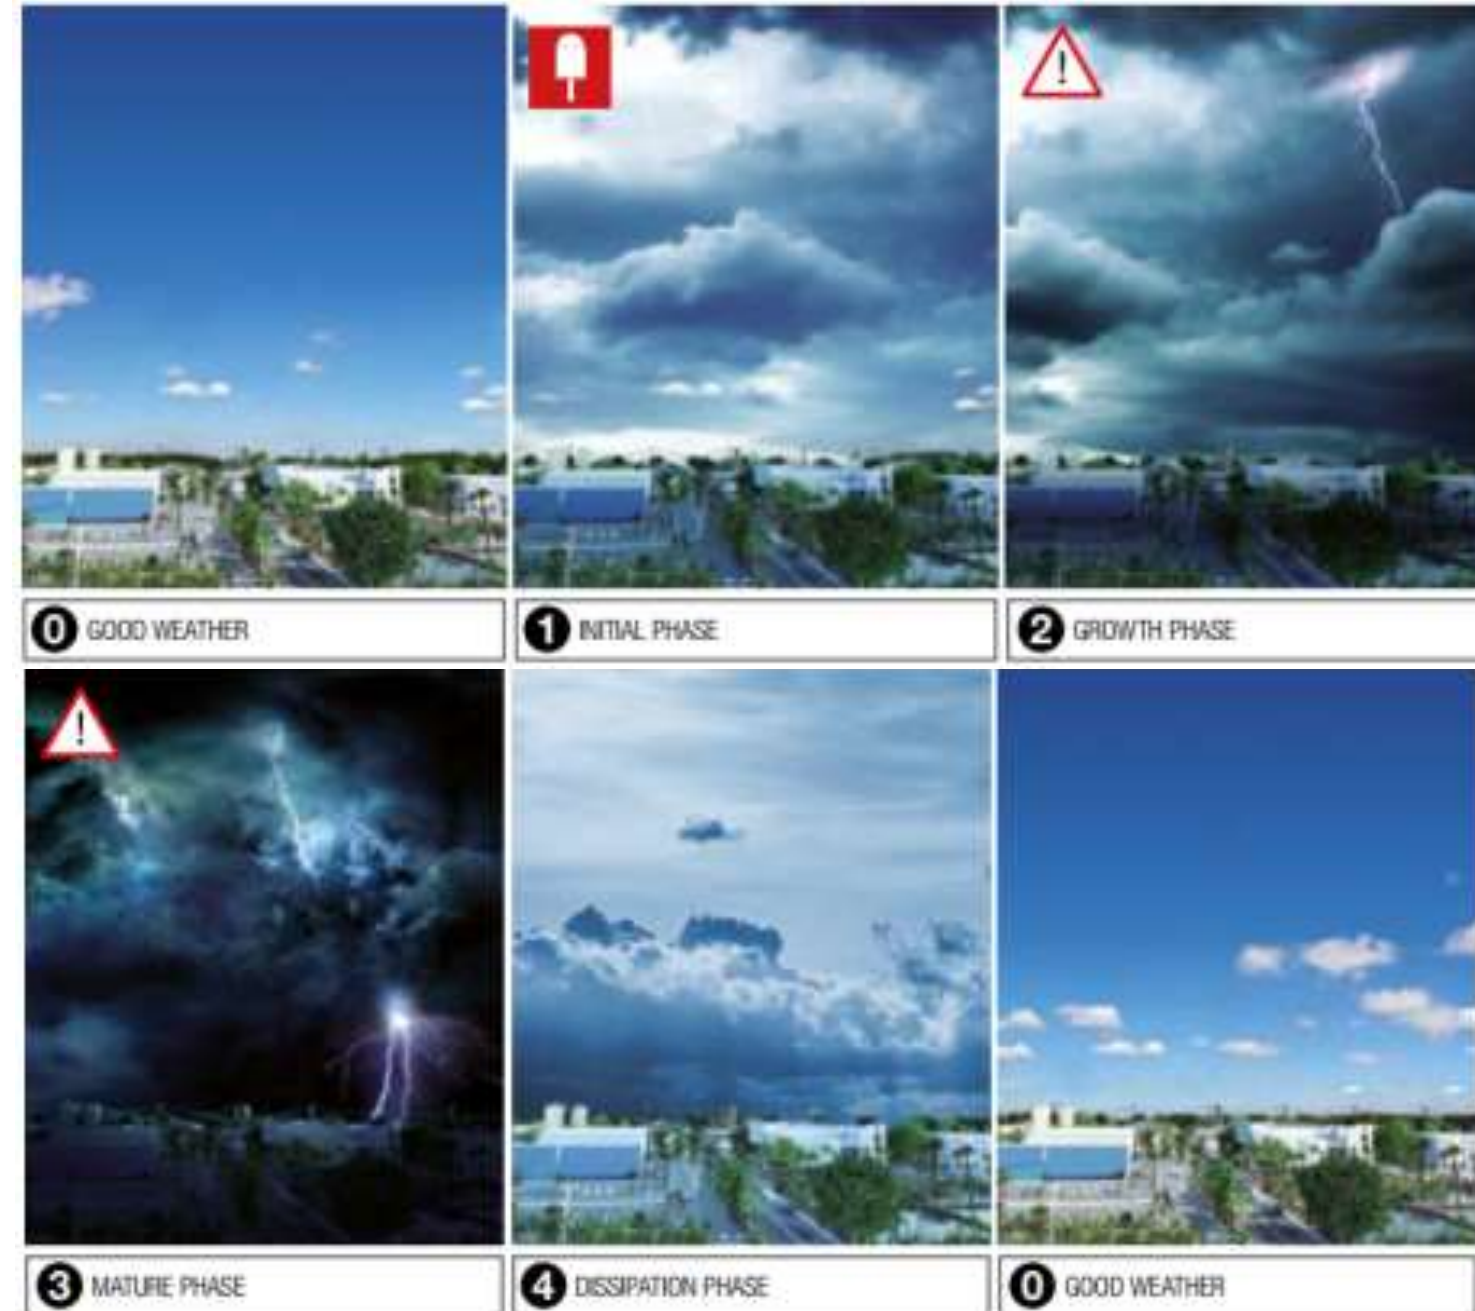 0 GOOD WEATHER
1 INITIAL PHASE
!
2 GROWTH PHASE
!
3 MATURE PHASE
4 DISSIPATION PHASE
0 GOOD WEATHER